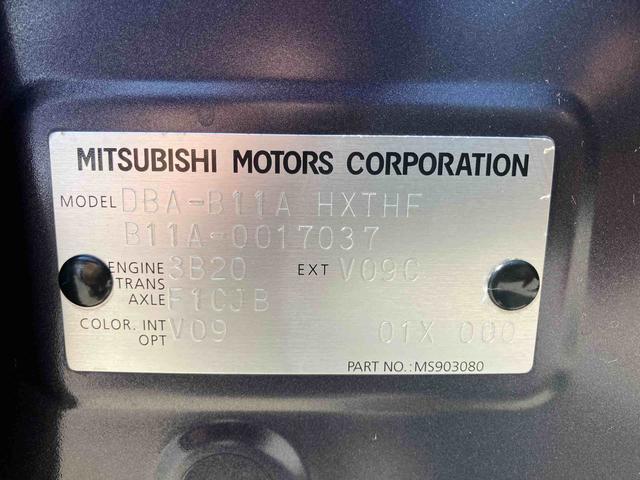 MITSUBISHI MOTORS CORPORATION
MODEL DBA-B11A HXTHF
B11A-0017037
ENGINE 3B20 EXT V09C
TRANS
AXLE F1CJB
COLOR. INT V09 01X 000
OPT
PART NO.:MS903080